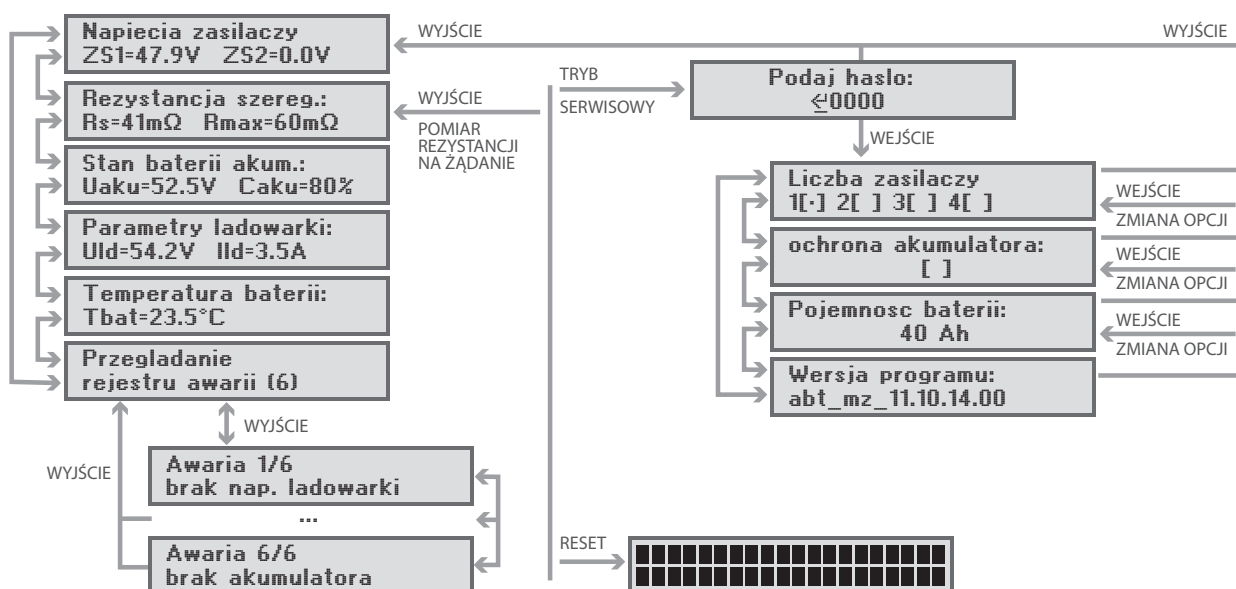 Napiecia zasilaczy
ZS1=47.9V ZS2=0.0V
Rezystancja szereg.:
Rs=41mΩ Rmax=60mΩ
Stan baterii akum.:
Uaku=52.5V Caku=80%
Parametry ladowarki:
Uld=54.2V Ild=3.5A
Temperatura baterii:
Tbat=23.5°C
Przegladanie
rejestru awarii (6)
WYJŚCIE
WYJŚCIE
Awaria 1/6
brak nap. ladowarki
...
Awaria 6/6
brak akumulatora
WYJŚCIE
WYJŚCIE
POMIAR
REZYSTANCJI
NA ŻĄDANIE
TRYB
SERWISOWY
RESET
WYJŚCIE
Podaj haslo:
↵0000
WEJŚCIE
Liczba zasilaczy
1[·] 2[ ] 3[ ] 4[ ]
ochrona akumulatora:
[ ]
Pojemnosc baterii:
40 Ah
Wersja programu:
abt_mz_11.10.14.00
WEJŚCIE
ZMIANA OPCJI
WEJŚCIE
ZMIANA OPCJI
WEJŚCIE
ZMIANA OPCJI